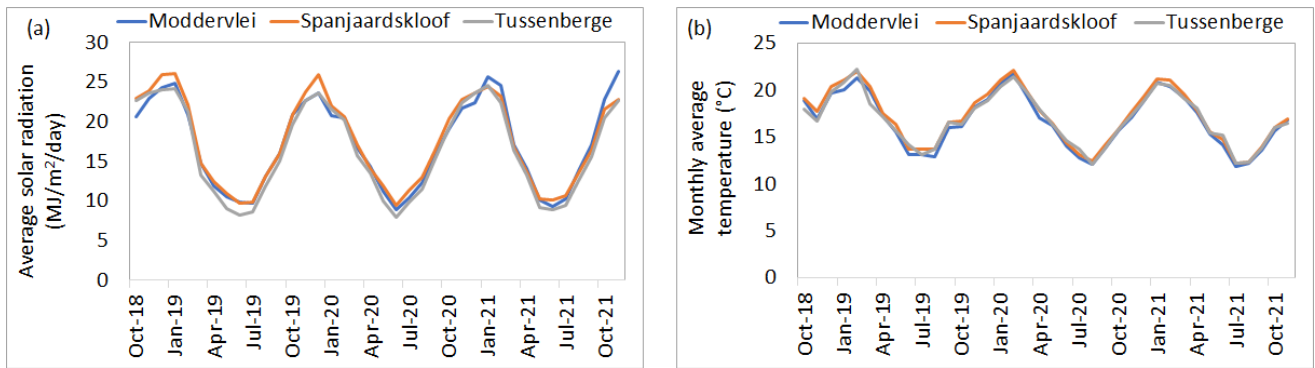 (a)
Moddervlei Spanjaardskloof Tussenberge
Average solar radiation
(MJ/m²/day)
30
25
20
15
10
5
0
Oct-18 Jan-19 Apr-19 Jul-19 Oct-19 Jan-20 Apr-20 Jul-20 Oct-20 Jan-21 Apr-21 Jul-21 Oct-21
(b)
Moddervlei Spanjaardskloof Tussenberge
Monthly average
temperature (°C)
25
20
15
10
5
0
Oct-18 Jan-19 Apr-19 Jul-19 Oct-19 Jan-20 Apr-20 Jul-20 Oct-20 Jan-21 Apr-21 Jul-21 Oct-21